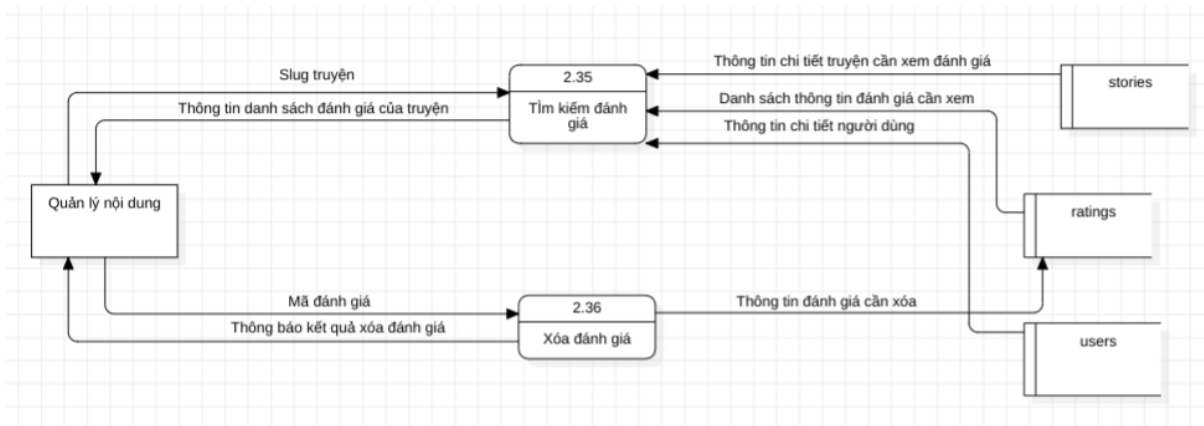 Thông tin chi tiết truyện cần xem đánh giá
Slug truyện
2.35
stories
Thông tin danh sách đánh giá của truyện
TÌm kiếm đánh
giá
Danh sách thông tin đánh giá cần xem
Thông tin chi tiết người dùng
Quản lý nội dung
ratings
Mã đánh giá
2.36
Thông tin đánh giá cần xóa
Thông báo kết quả xóa đánh giá
Xóa đánh giá
users